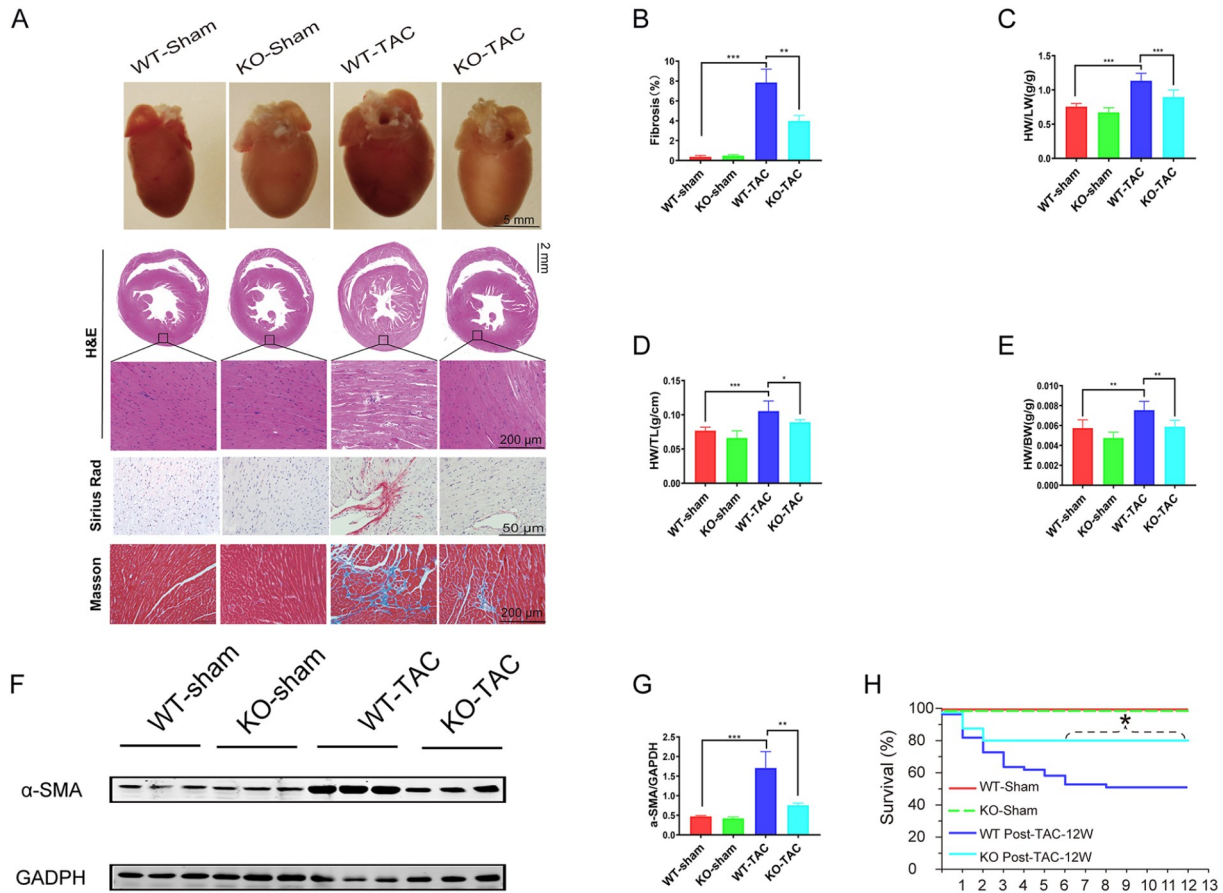 A
WT-Sham
KO-Sham
WT-TAC
KO-TAC
5 mm
2 mm
H&E
200 μm
Sirius Rad
50 μm
Masson
200 μm
B
Fibrosis(%)
10
8
6
4
2
0
***
**
WT-sham
KO-sham
WT-TAC
KO-TAC
C
HW/LW(g/g)
1.5
1.0
0.5
0.0
***
***
WT-sham
KO-sham
WT-TAC
KO-TAC
D
HW/TL(g/cm)
0.15
0.10
0.05
0.00
***
*
WT-sham
KO-sham
WT-TAC
KO-TAC
E
HW/BW(g/g)
0.010
0.008
0.006
0.004
0.002
0.000
**
**
WT-sham
KO-sham
WT-TAC
KO-TAC
F
WT-sham
KO-sham
WT-TAC
KO-TAC
α-SMA
GADPH
G
a-SMA/GAPDH
2.5
2.0
1.5
1.0
0.5
0.0
***
**
WT-sham
KO-sham
WT-TAC
KO-TAC
H
Survival (%)
100
80
60
40
20
0
*
WT-Sham
KO-Sham
WT Post-TAC-12W
KO Post-TAC-12W
1 2 3 4 5 6 7 8 9 10 11 12 13